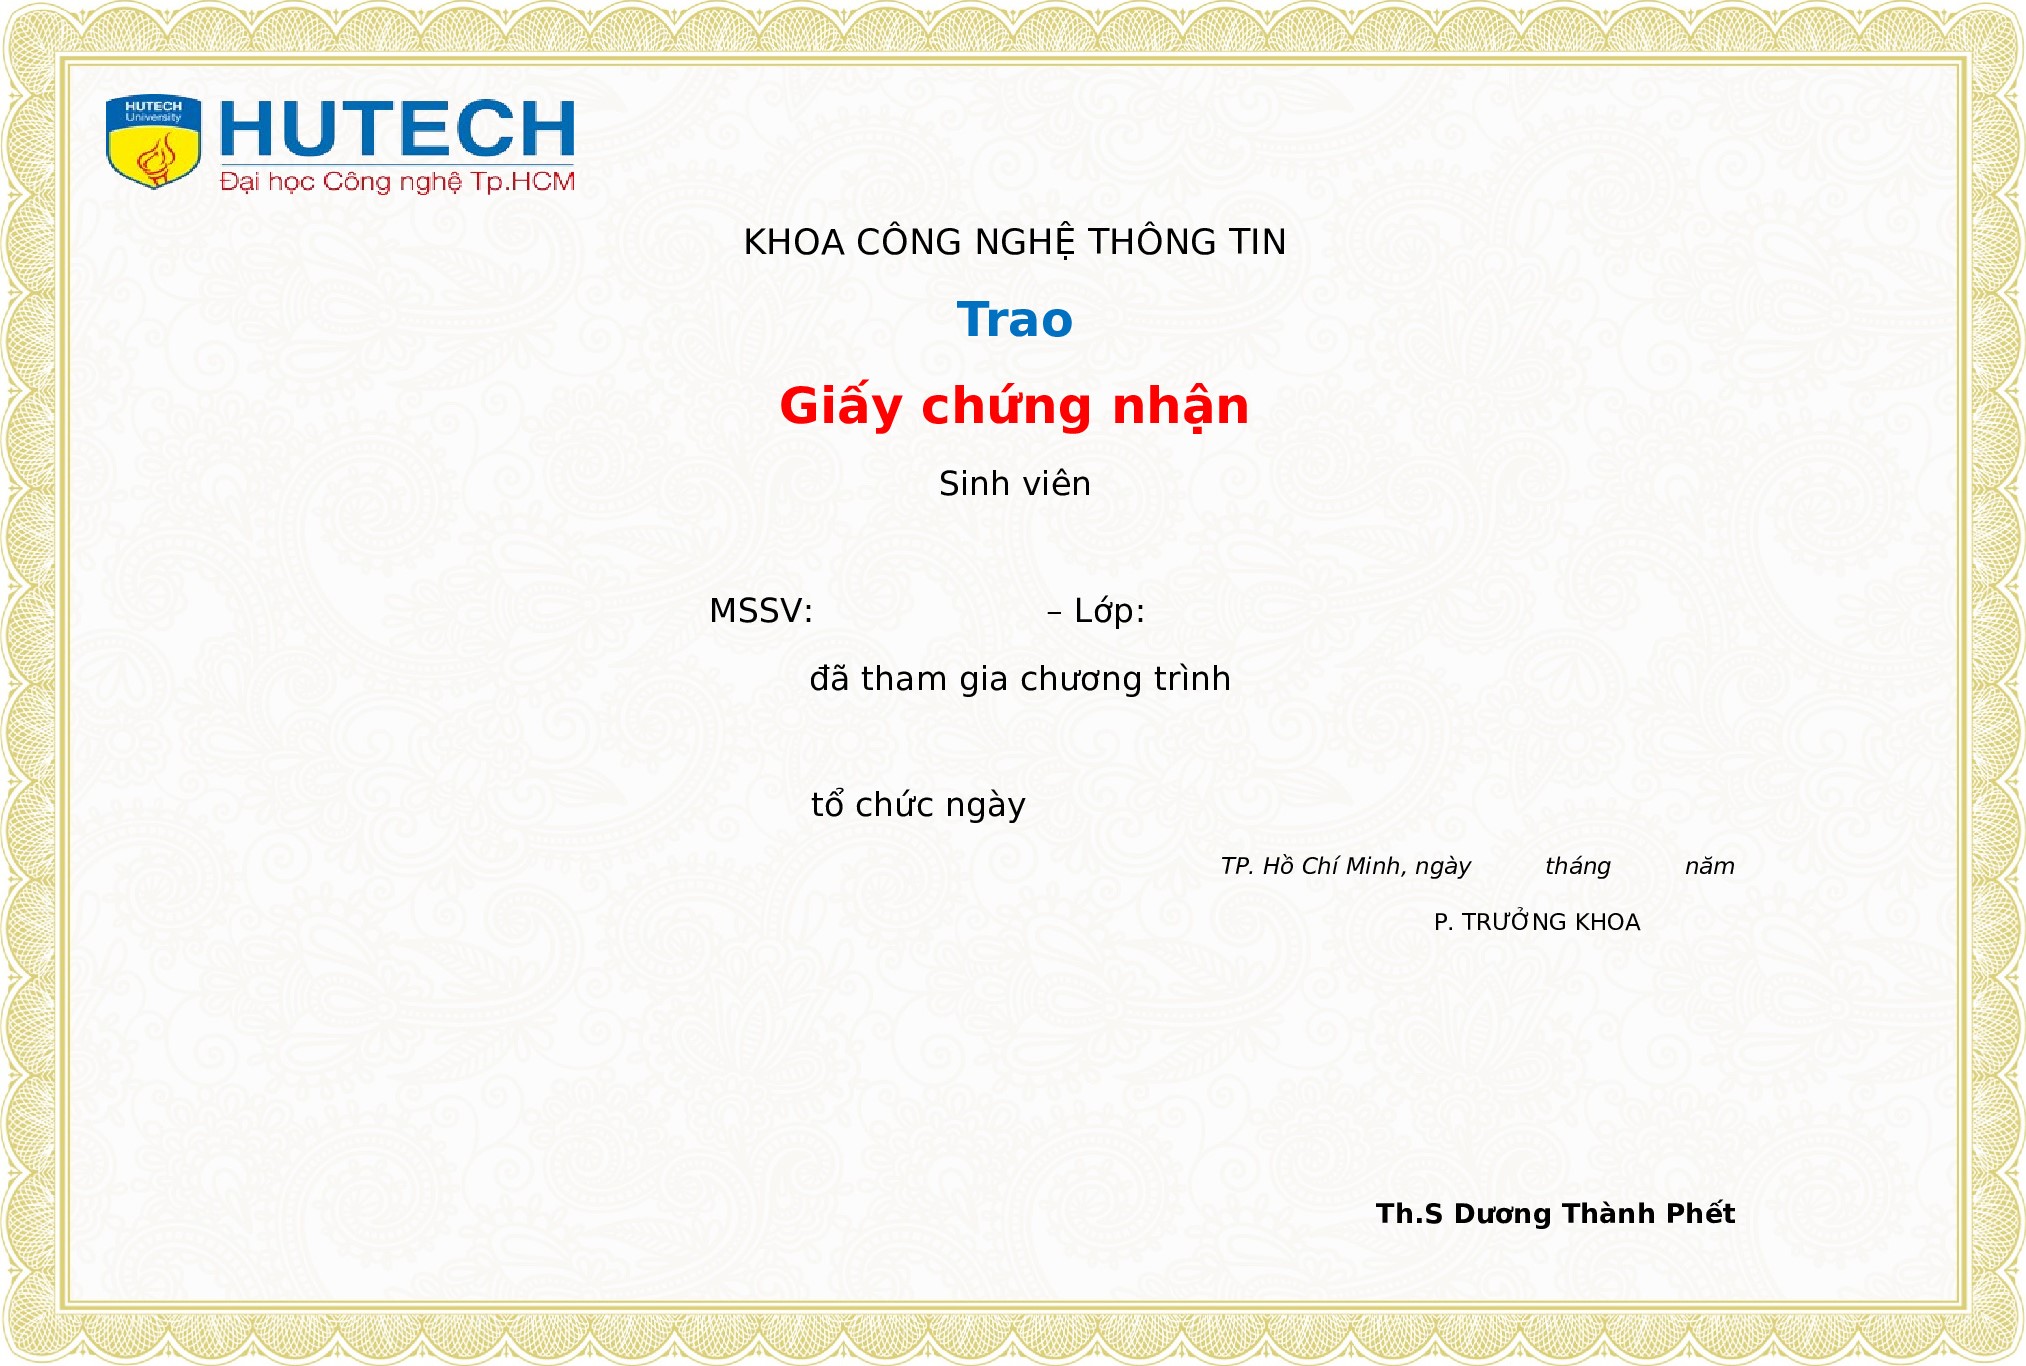 HUTECH
University
HUTECH
Đại học Công nghệ Tp.HCM
KHOA CÔNG NGHỆ THÔNG TIN
Trao
Giấy chứng nhận
Sinh viên
MSSV: – Lớp:
đã tham gia chương trình
tổ chức ngày
TP. Hồ Chí Minh, ngày tháng năm
P. TRƯỞNG KHOA
Th.S Dương Thành Phết